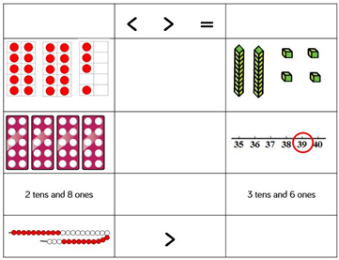 < > =
35 36 37 38 39 40
2 tens and 8 ones
3 tens and 6 ones
>